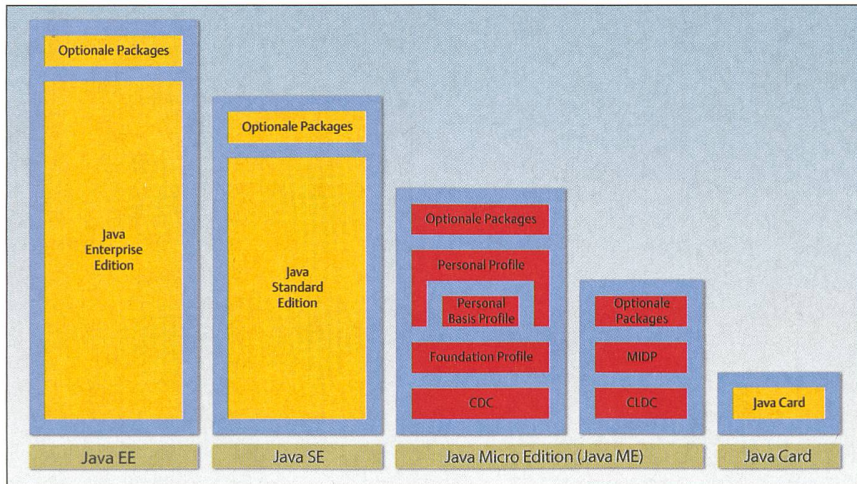 Optionale Packages
Java
Enterprise
Edition
Optionale Packages
Java
Standard
Edition
Optionale Packages
Personal Profile
Personal
Basis Profile
Foundation Profile
CDC
Optionale
Packages
MIDP
CLDC
Java Card
Java EE
Java SE
Java Micro Edition (Java ME)
Java Card